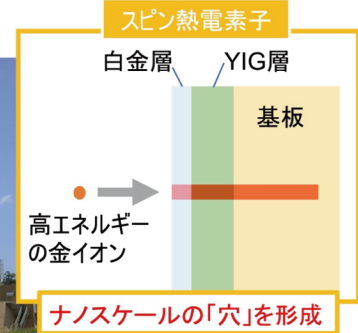 スピン熱電素子
白金層
YIG層
基板
高エネルギー
の金イオン
ナノスケールの「穴」を形成